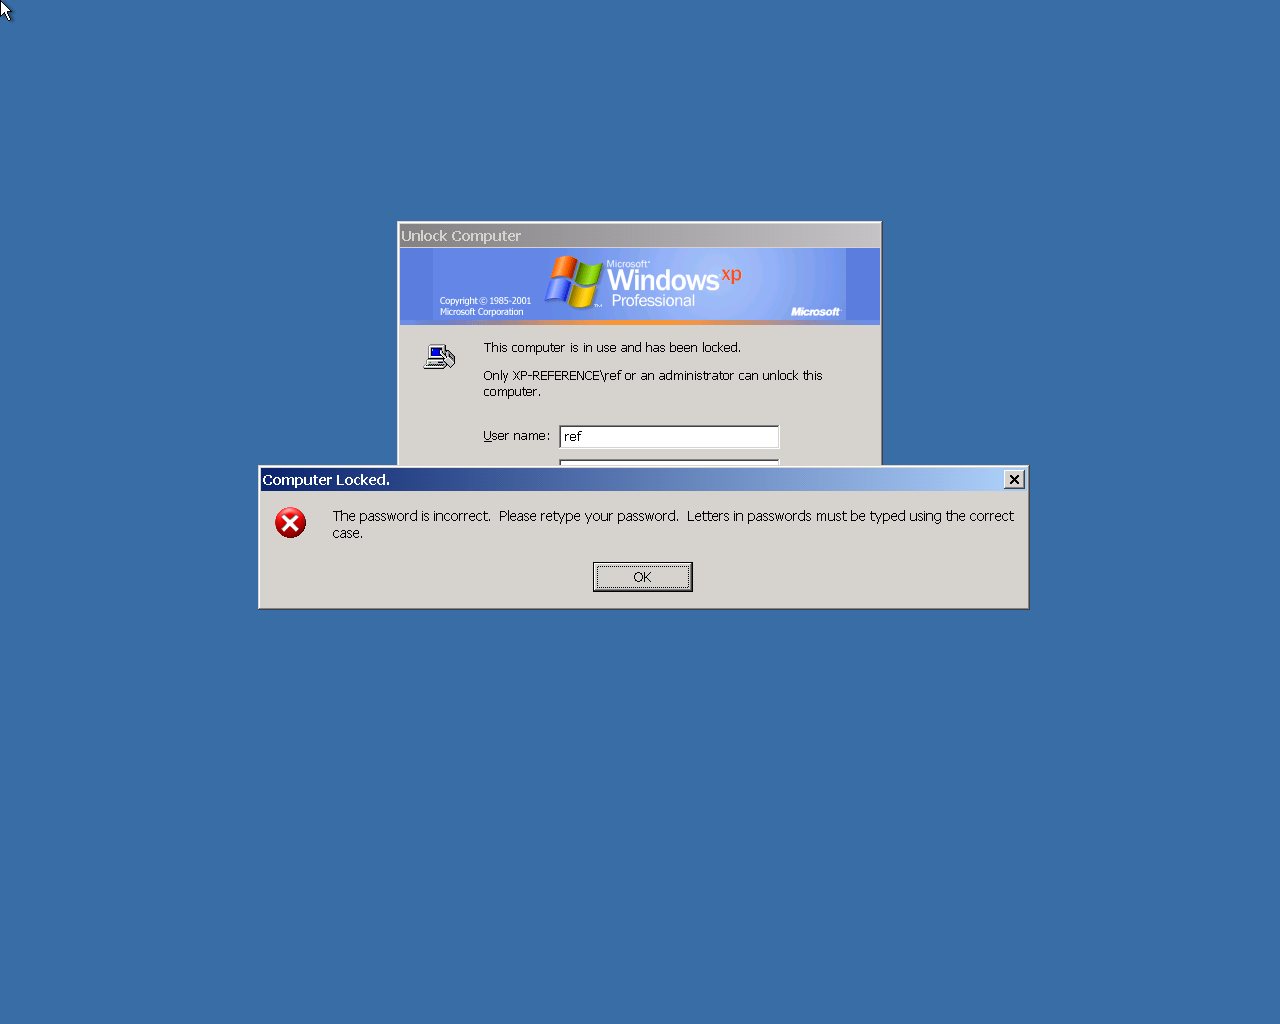 Unlock Computer
Microsoft®
Windows xp
Professional
Copyright © 1985-2001
Microsoft Corporation
Microsoft
This computer is in use and has been locked.
Only XP-REFERENCE\ref or an administrator can unlock this
computer.
User name: ref
Computer Locked.
The password is incorrect.  Please retype your password.  Letters in passwords must be typed using the correct
case.
OK